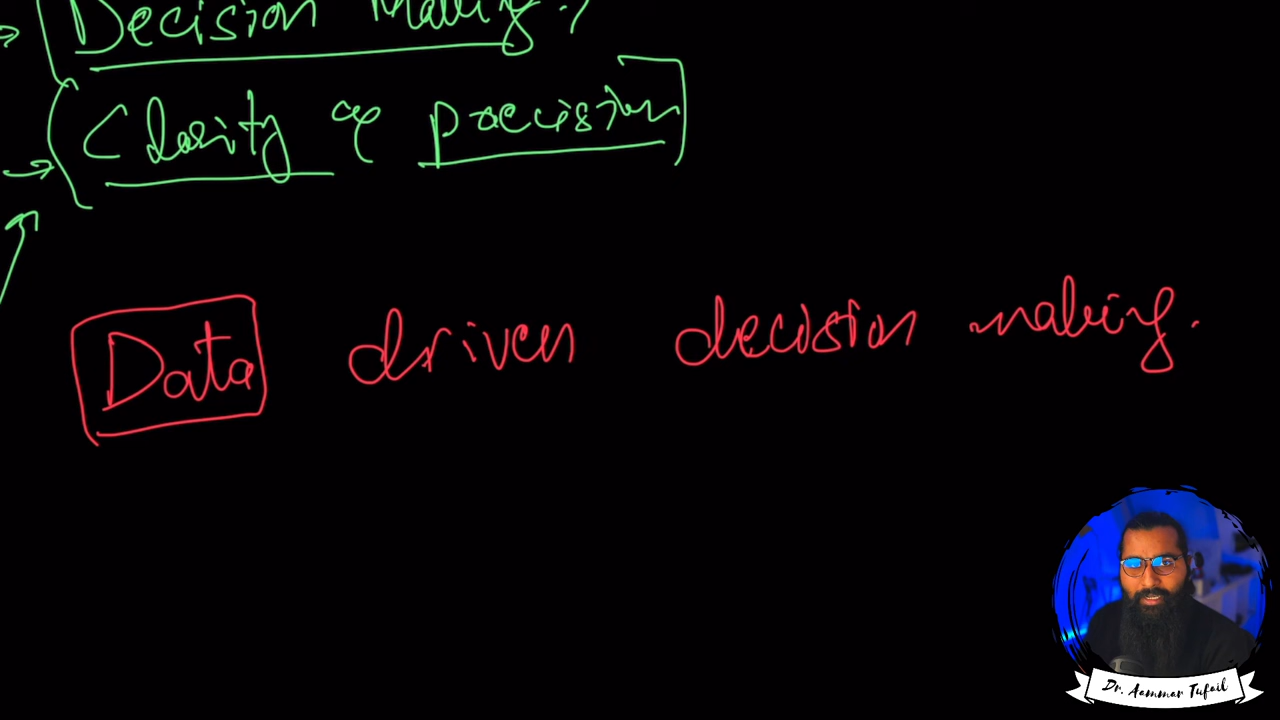 Decision Making.
Clarity & precision
Data driven decision making.
Dr. Aammar Tufail